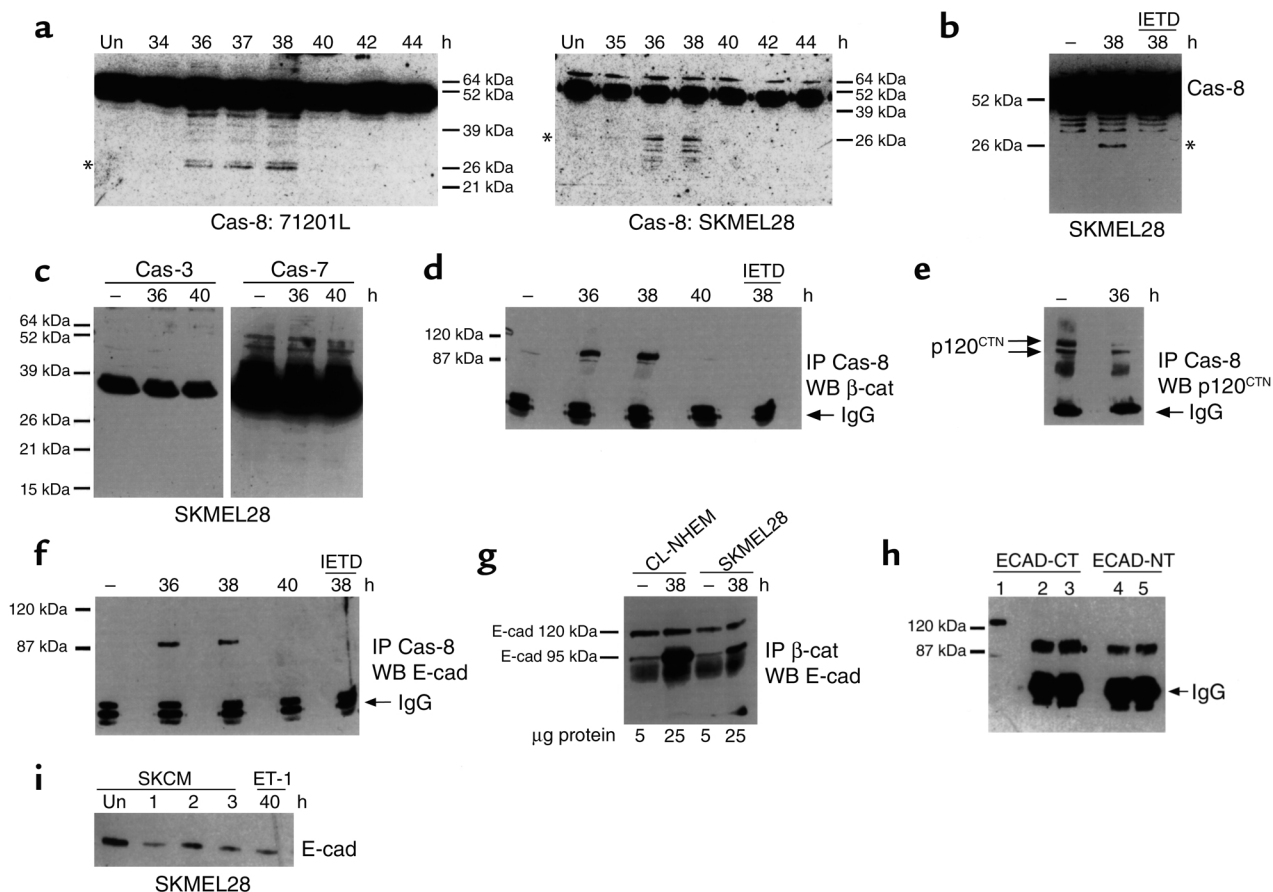 a
Un 34 36 37 38 40 42 44 h
64 kDa
52 kDa
39 kDa
*
26 kDa
21 kDa
Cas-8: 71201L
Un 35 36 38 40 42 44 h
64 kDa
52 kDa
39 kDa
*
26 kDa
Cas-8: SKMEL28
b
IETD
– 38 38 h
Cas-8
52 kDa
26 kDa
*
SKMEL28
c
Cas-3 Cas-7
– 36 40 – 36 40 h
64 kDa
52 kDa
39 kDa
26 kDa
21 kDa
15 kDa
SKMEL28
d
IETD
– 36 38 40 38 h
120 kDa
87 kDa
IP Cas-8
WB β-cat
IgG
e
– 36 h
p120CTN
IP Cas-8
WB p120CTN
IgG
f
IETD
– 36 38 40 38 h
120 kDa
87 kDa
IP Cas-8
WB E-cad
IgG
g
CL-NHEM SKMEL28
– 38 – 38 h
E-cad 120 kDa
E-cad 95 kDa
IP β-cat
WB E-cad
µg protein 5 25 5 25
h
ECAD-CT ECAD-NT
1 2 3 4 5
120 kDa
87 kDa
IgG
i
SKCM ET-1
Un 1 2 3 40 h
E-cad
SKMEL28